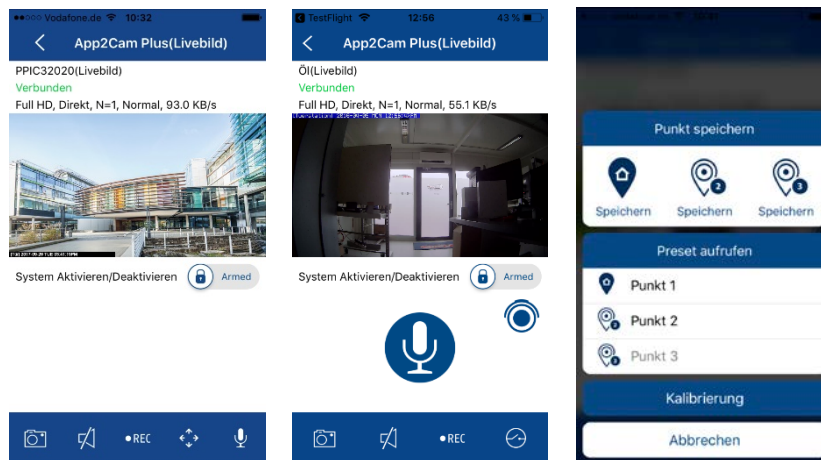 ●●○○○ Vodafone.de 10:32
App2Cam Plus(Livebild)
PPIC32020(Livebild)
Verbunden
Full HD, Direkt, N=1, Normal, 93.0 KB/s
System Aktivieren/Deaktivieren
Armed
REC
TestFlight 12:56 43 %
App2Cam Plus(Livebild)
Öl(Livebild)
Verbunden
Full HD, Direkt, N=1, Normal, 55.1 KB/s
System Aktivieren/Deaktivieren
Armed
REC
Punkt speichern
2
3
Speichern Speichern Speichern
Preset aufrufen
Punkt 1
Punkt 2
Punkt 3
Kalibrierung
Abbrechen